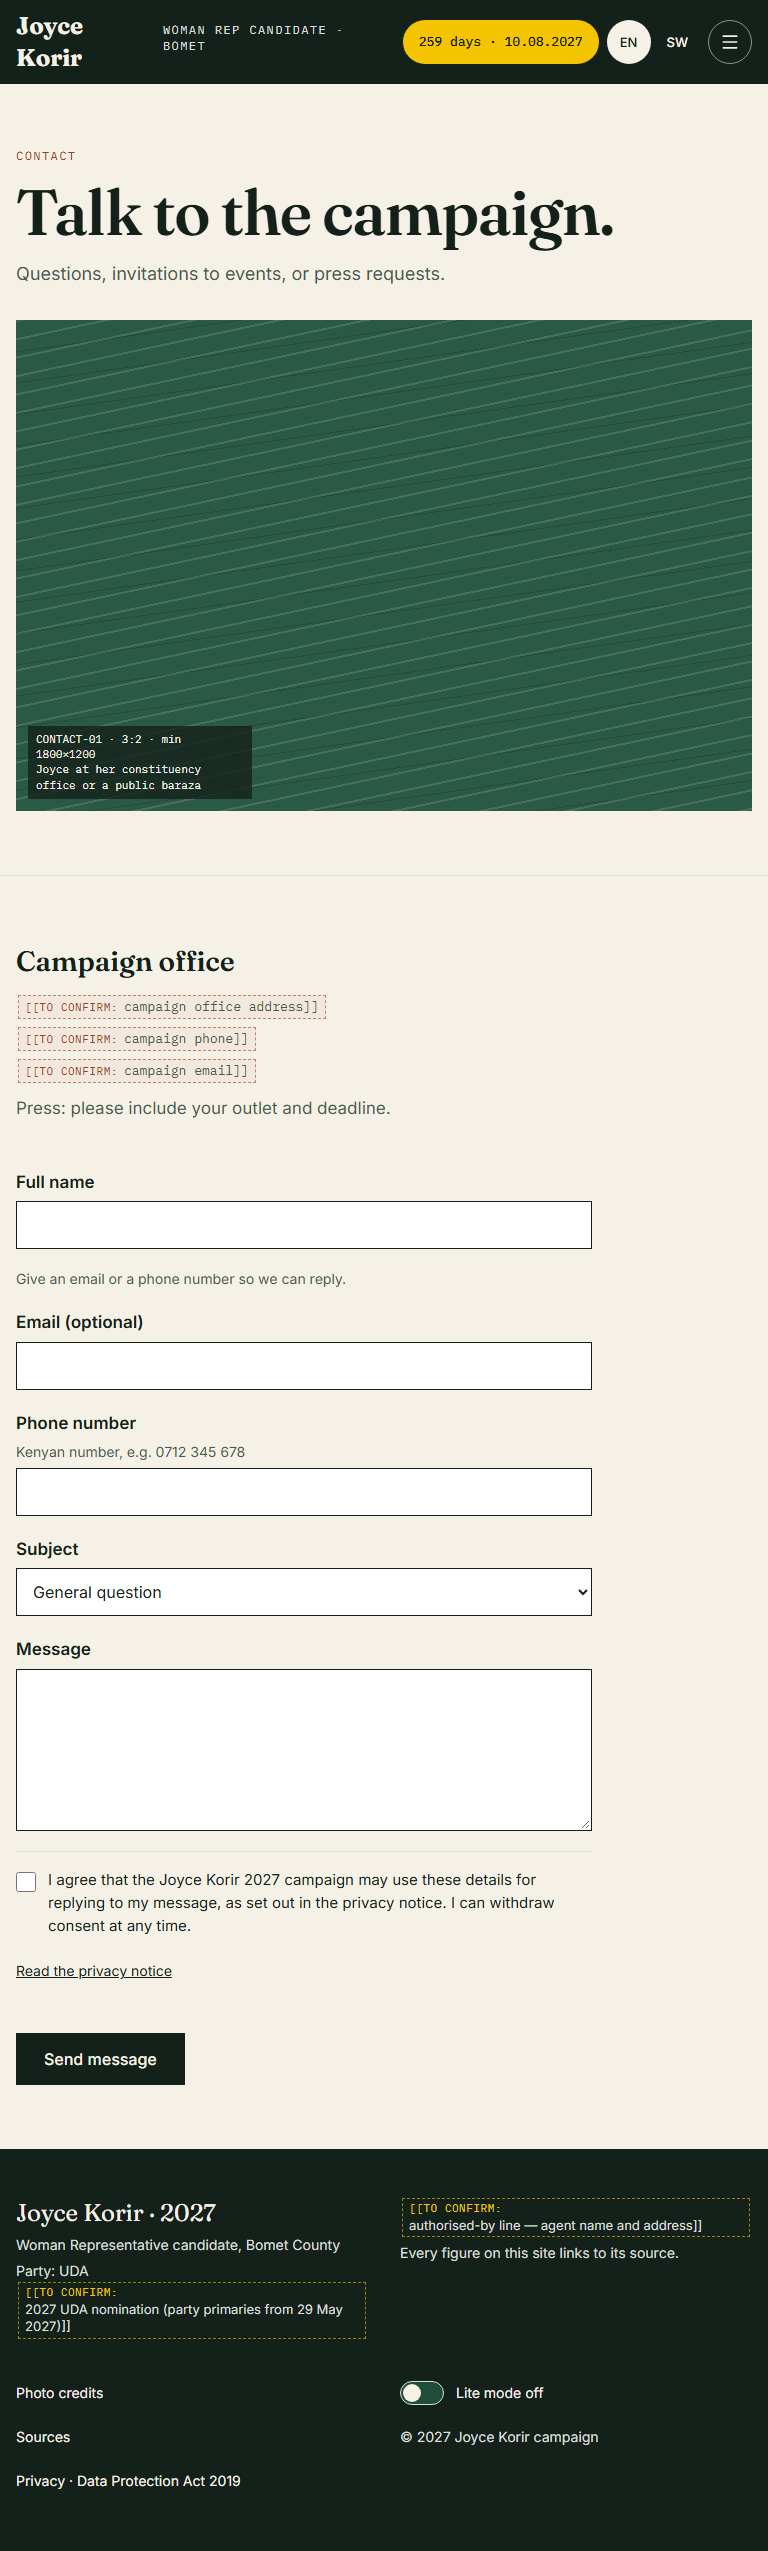 Joyce
Korir
WOMAN REP CANDIDATE ·
BOMET
259 days · 10.08.2027
EN
SW
CONTACT
Talk to the campaign.
Questions, invitations to events, or press requests.
CONTACT-01 · 3:2 · min
1800×1200
Joyce at her constituency
office or a public baraza
Campaign office
[[TO CONFIRM: campaign office address]]
[[TO CONFIRM: campaign phone]]
[[TO CONFIRM: campaign email]]
Press: please include your outlet and deadline.
Full name
Give an email or a phone number so we can reply.
Email (optional)
Phone number
Kenyan number, e.g. 0712 345 678
Subject
General question
Message
I agree that the Joyce Korir 2027 campaign may use these details for
replying to my message, as set out in the privacy notice. I can withdraw
consent at any time.
Read the privacy notice
Send message
Joyce Korir · 2027
Woman Representative candidate, Bomet County
Party: UDA
[[TO CONFIRM:
2027 UDA nomination (party primaries from 29 May
2027)]]
[[TO CONFIRM:
authorised-by line — agent name and address]]
Every figure on this site links to its source.
Photo credits
Sources
Privacy · Data Protection Act 2019
Lite mode off
© 2027 Joyce Korir campaign